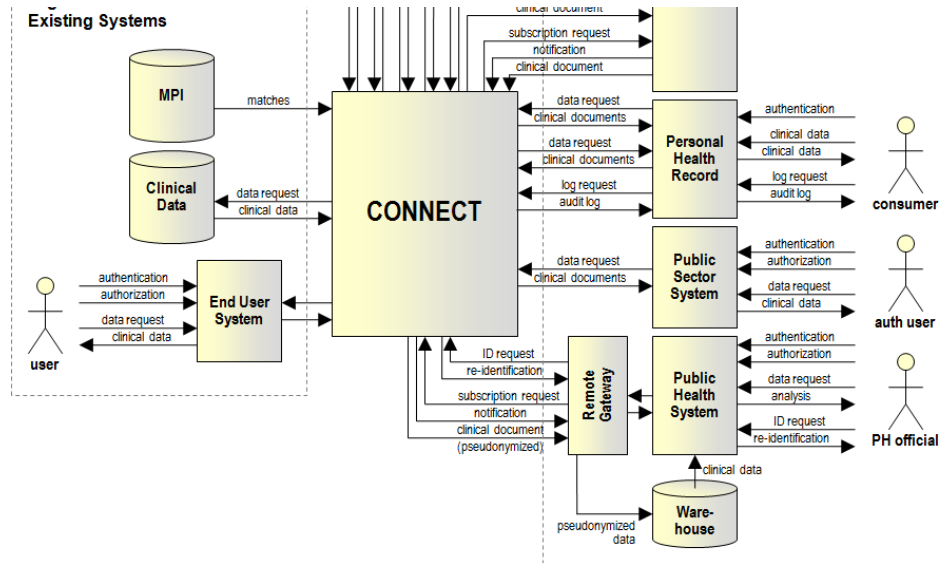 Existing Systems
clinical document
subscription request
notification
clinical document
MPI
matches
Clinical
Data
data request
clinical data
CONNECT
data request
clinical documents
data request
clinical documents
log request
audit log
Personal
Health
Record
authentication
clinical data
clinical data
log request
audit log
consumer
data request
clinical documents
Public
Sector
System
authentication
authorization
data request
clinical data
auth user
authentication
authorization
data request
clinical data
user
End User
System
ID request
re-identification
subscription request
notification
clinical document
(pseudonymized)
Remote
Gateway
Public
Health
System
authentication
authorization
data request
analysis
ID request
re-identification
PH official
clinical data
Ware-
house
pseudonymized
data